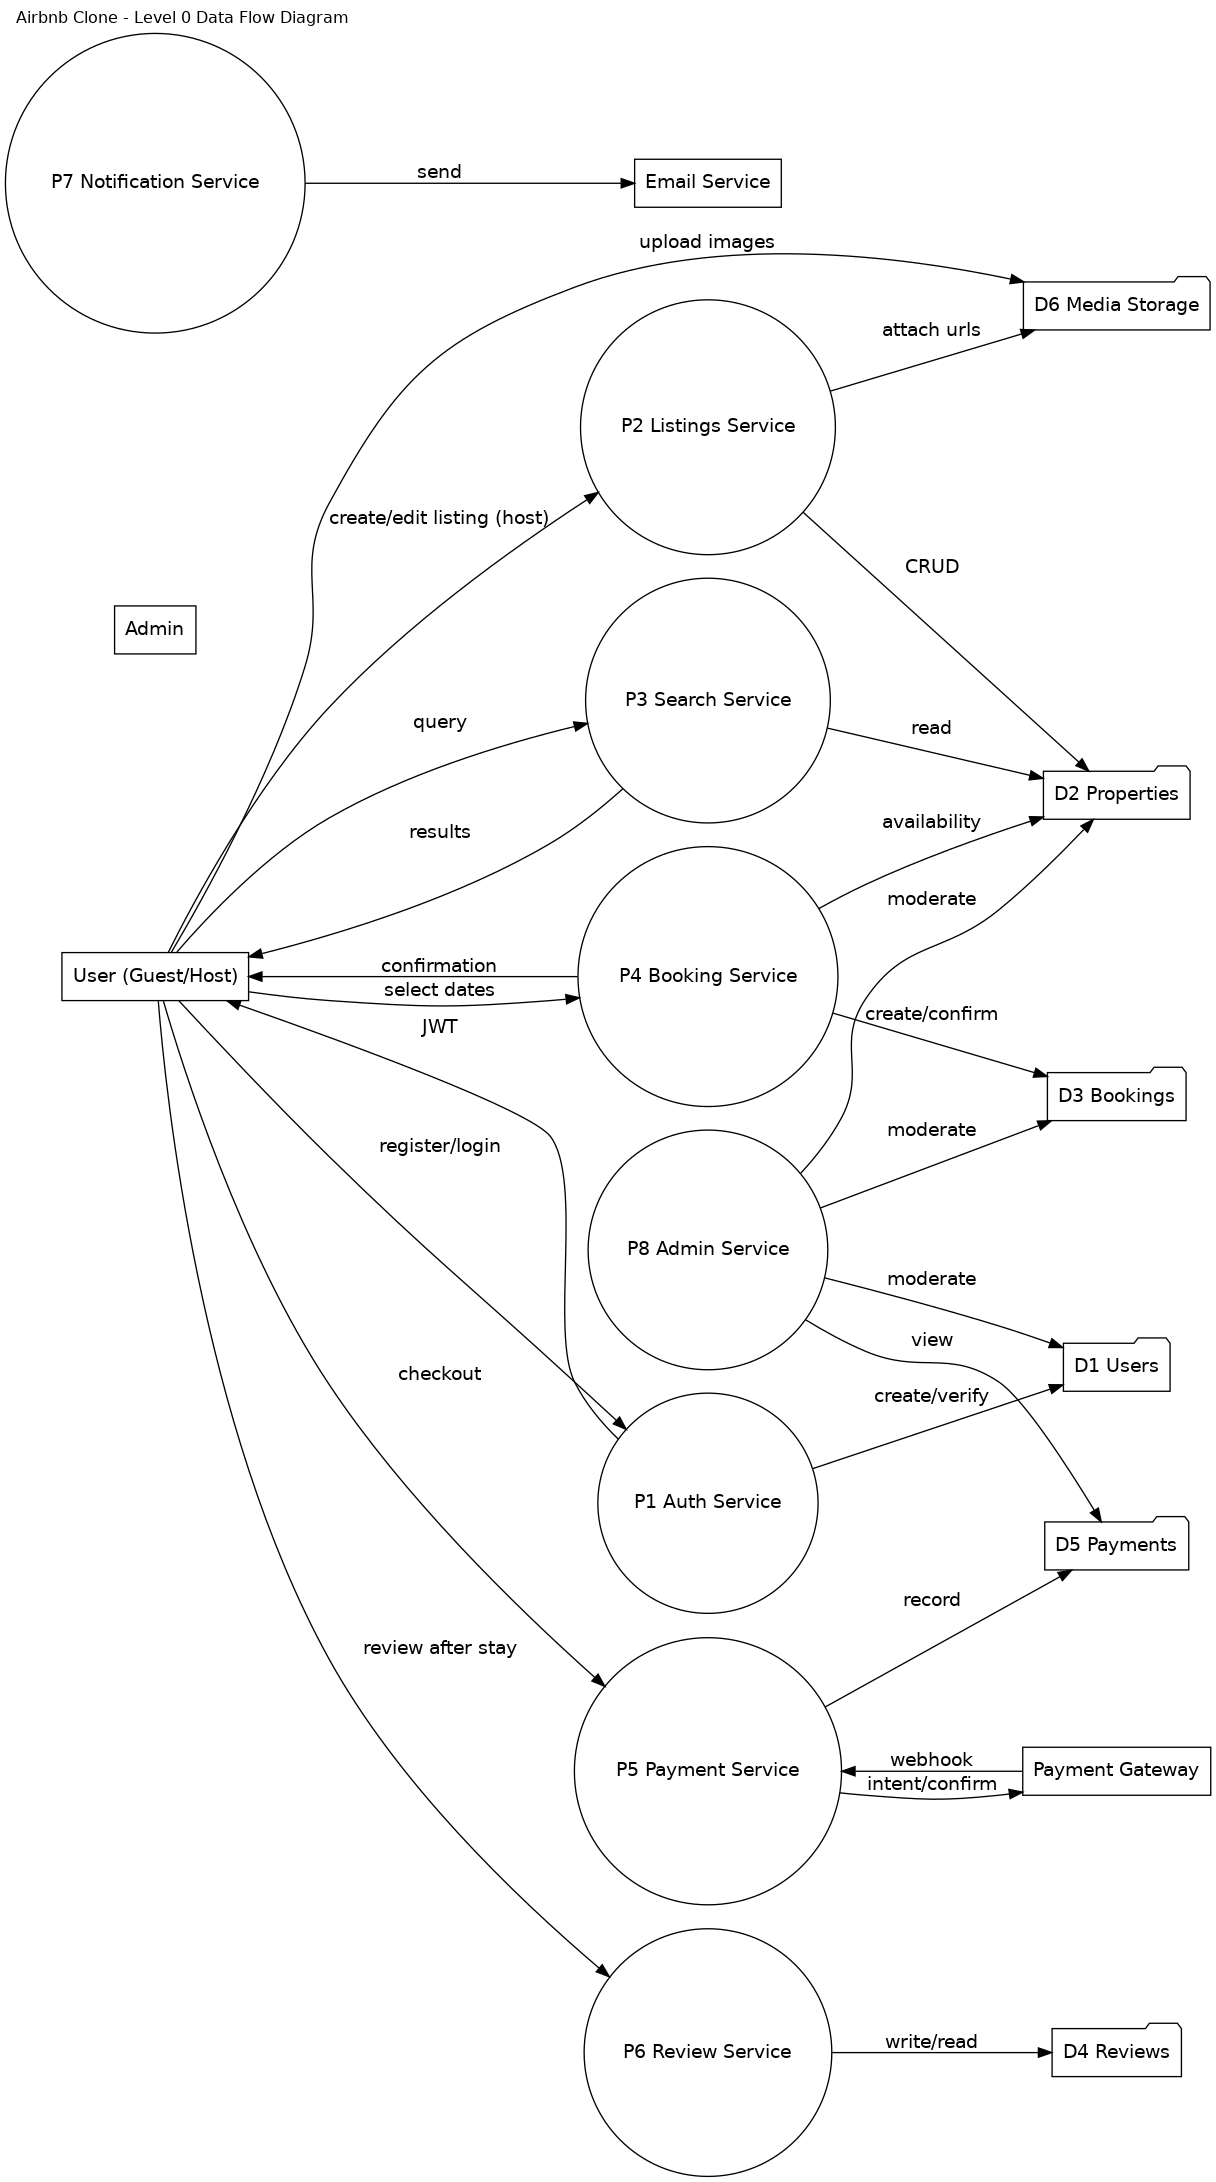 Airbnb Clone - Level 0 Data Flow Diagram
P7 Notification Service
send
Email Service
upload images
D6 Media Storage
attach urls
P2 Listings Service
create/edit listing (host)
CRUD
Admin
P3 Search Service
query
read
D2 Properties
availability
results
moderate
User (Guest/Host)
confirmation
select dates
P4 Booking Service
create/confirm
JWT
D3 Bookings
moderate
register/login
P8 Admin Service
moderate
view
D1 Users
checkout
create/verify
P1 Auth Service
D5 Payments
record
review after stay
P5 Payment Service
webhook
intent/confirm
Payment Gateway
P6 Review Service
write/read
D4 Reviews